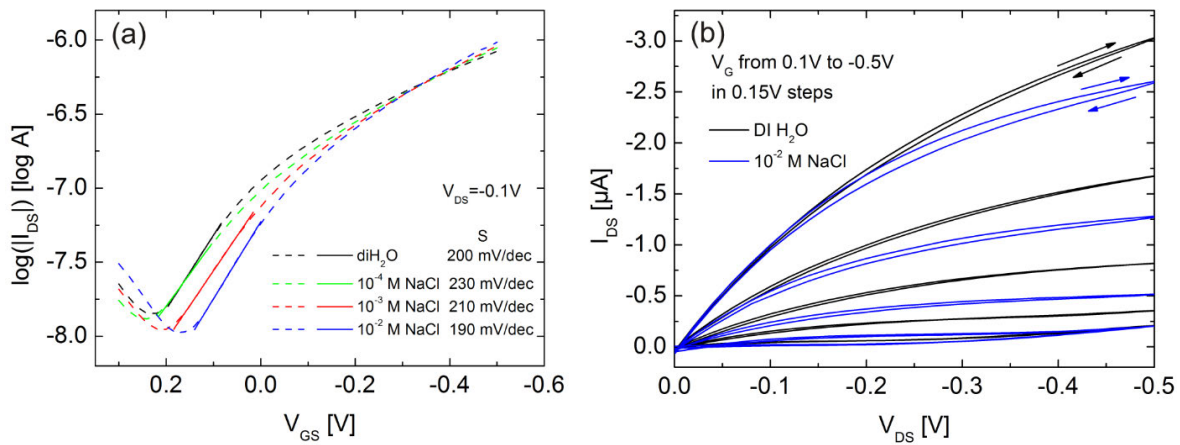 (a)
-6.0
-6.5
-7.0
-7.5
-8.0
log(|I_DS|) [log A]
V_DS=-0.1V
S
diH₂O 200 mV/dec
10⁻⁴ M NaCl 230 mV/dec
10⁻³ M NaCl 210 mV/dec
10⁻² M NaCl 190 mV/dec
0.2 0.0 -0.2 -0.4 -0.6
V_GS [V]
(b)
-3.0
-2.5
-2.0
-1.5
-1.0
-0.5
0.0
I_DS [µA]
V_G from 0.1V to -0.5V
in 0.15V steps
DI H₂O
10⁻² M NaCl
0.0 -0.1 -0.2 -0.3 -0.4 -0.5
V_DS [V]